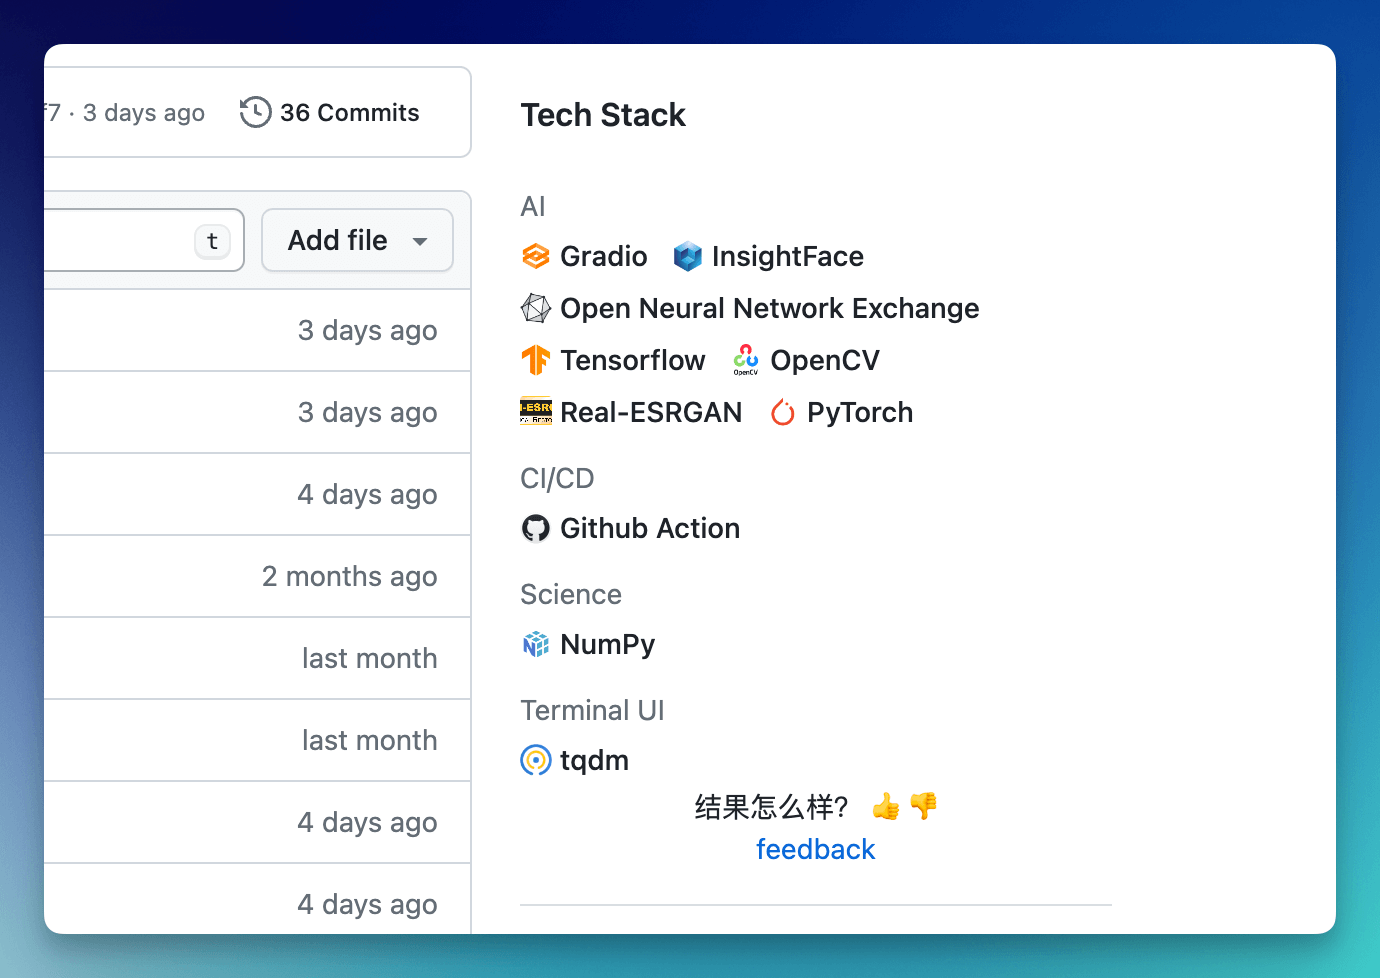 f7 · 3 days ago 36 Commits
t Add file
3 days ago
3 days ago
4 days ago
2 months ago
last month
last month
4 days ago
4 days ago
Tech Stack
AI
Gradio InsightFace
Open Neural Network Exchange
Tensorflow OpenCV OpenCV
Real-ESRGAN PyTorch
CI/CD
Github Action
Science
NumPy
Terminal UI
tqdm
结果怎么样? 👍 👎
feedback